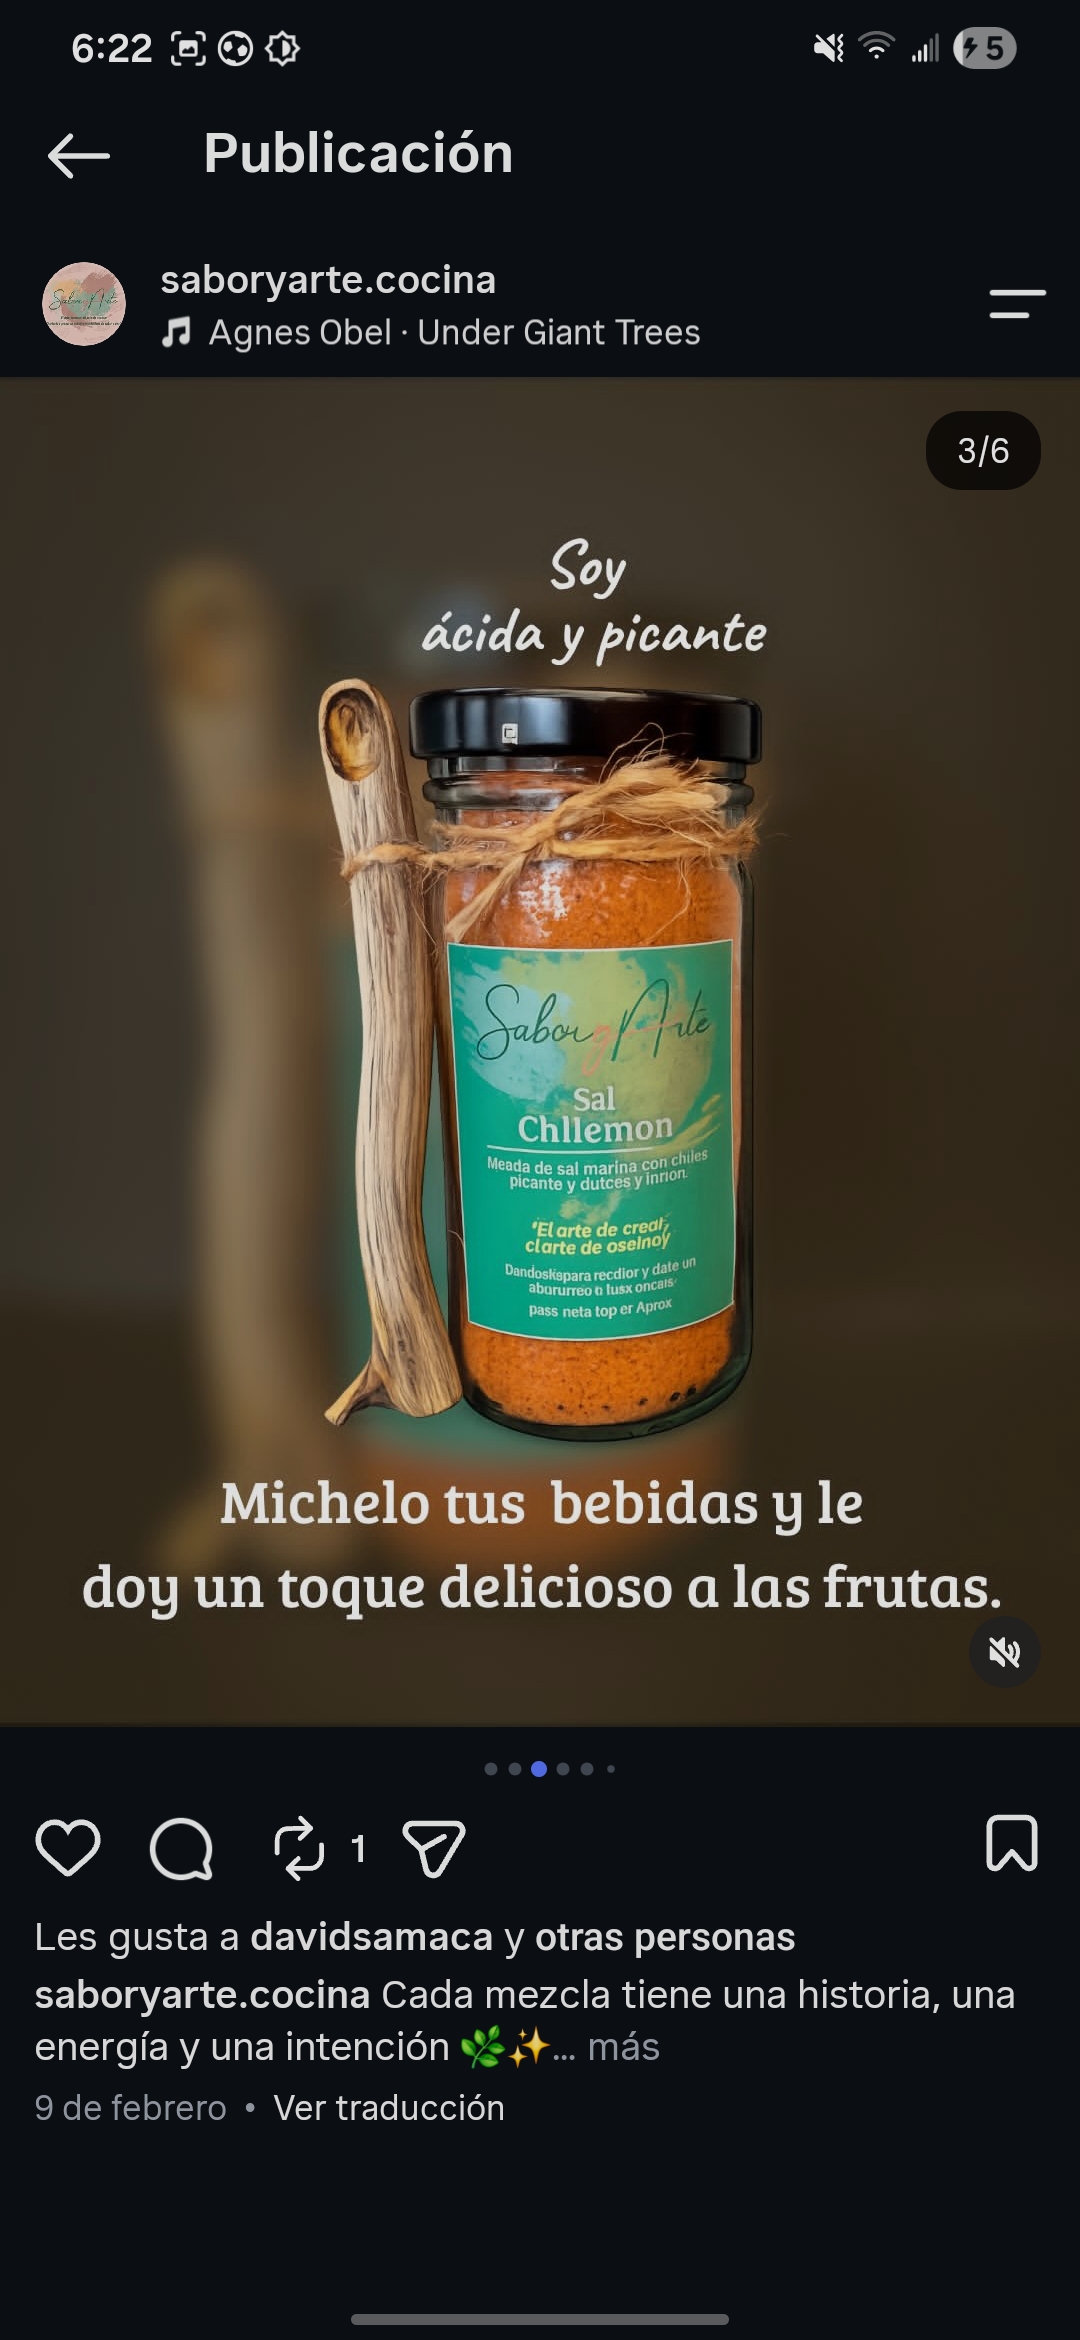 6:22
5
Publicación
saboryarte.cocina
Agnes Obel · Under Giant Trees
3/6
Soy
ácida y picante
Sabor y Arte
Sal
Chllemon
Meada de sal marina con chiles
picante y dutces y inrion.
"El arte de crear,
clarte de oselnoy
Dandoskspara recdior y date un
abururreo o lusx oncais.
pass neta top er Aprox
Michelo tus bebidas y le
doy un toque delicioso a las frutas.
1
Les gusta a davidsamaca y otras personas
saboryarte.cocina Cada mezcla tiene una historia, una
energía y una intención 🌿✨... más
9 de febrero • Ver traducción